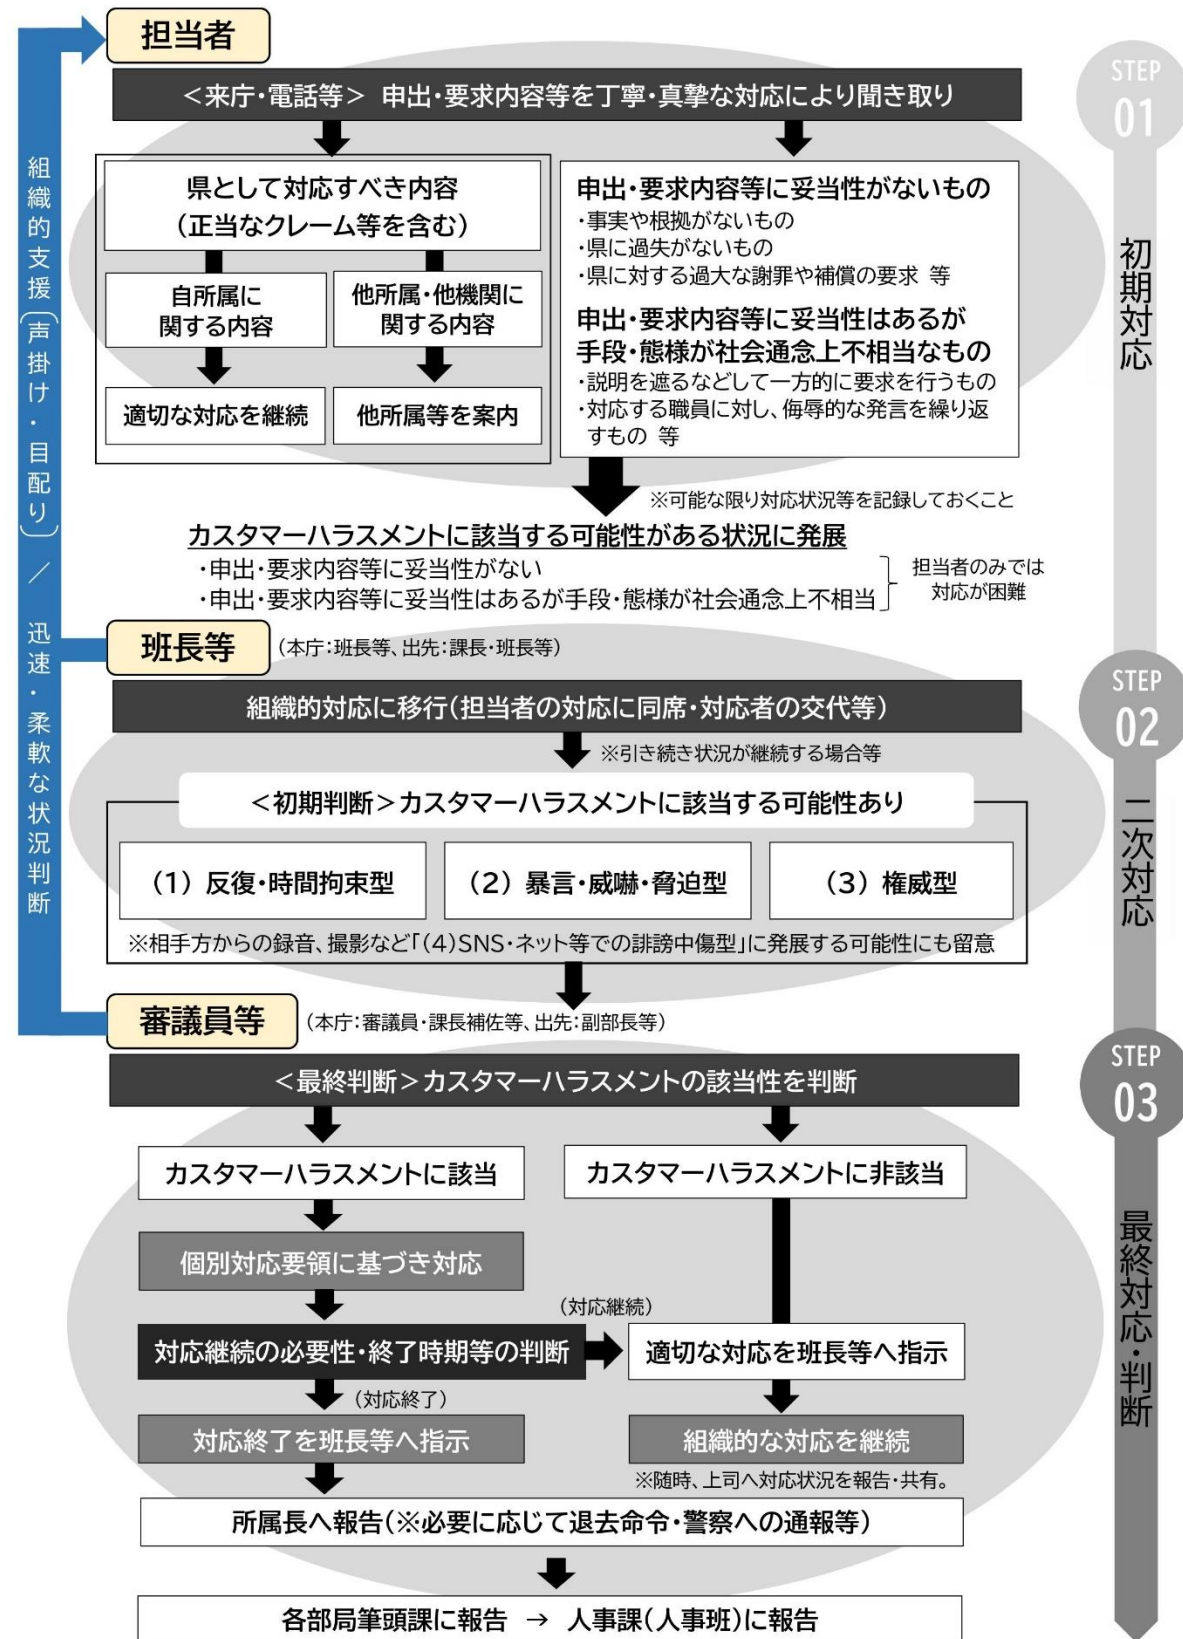 担当者
STEP
01
初期対応
＜来庁・電話等＞ 申出・要求内容等を丁寧・真摯な対応により聞き取り
組織的支援（声掛け・目配り）／ 迅速・柔軟な状況判断
県として対応すべき内容
（正当なクレーム等を含む）
自所属に
関する内容
他所属・他機関に
関する内容
適切な対応を継続
他所属等を案内
申出・要求内容等に妥当性がないもの
・事実や根拠がないもの
・県に過失がないもの
・県に対する過大な謝罪や補償の要求 等
申出・要求内容等に妥当性はあるが
手段・態様が社会通念上不相当なもの
・説明を遮るなどして一方的に要求を行うもの
・対応する職員に対し、侮辱的な発言を繰り返
すもの 等
※可能な限り対応状況等を記録しておくこと
カスタマーハラスメントに該当する可能性がある状況に発展
・申出・要求内容等に妥当性がない
・申出・要求内容等に妥当性はあるが手段・態様が社会通念上不相当
担当者のみでは
対応が困難
班長等
（本庁：班長等、出先：課長・班長等）
STEP
02
二次対応
組織的対応に移行（担当者の対応に同席・対応者の交代等）
※引き続き状況が継続する場合等
＜初期判断＞カスタマーハラスメントに該当する可能性あり
（1）反復・時間拘束型
（2）暴言・威嚇・脅迫型
（3）権威型
※相手方からの録音、撮影など「（4）SNS・ネット等での誹謗中傷型」に発展する可能性にも留意
審議員等
（本庁：審議員・課長補佐等、出先：副部長等）
STEP
03
最終対応・判断
＜最終判断＞カスタマーハラスメントの該当性を判断
カスタマーハラスメントに該当
カスタマーハラスメントに非該当
個別対応要領に基づき対応
（対応継続）
対応継続の必要性・終了時期等の判断
適切な対応を班長等へ指示
（対応終了）
対応終了を班長等へ指示
組織的な対応を継続
※随時、上司へ対応状況を報告・共有。
所属長へ報告（※必要に応じて退去命令・警察への通報等）
各部局筆頭課に報告 → 人事課（人事班）に報告